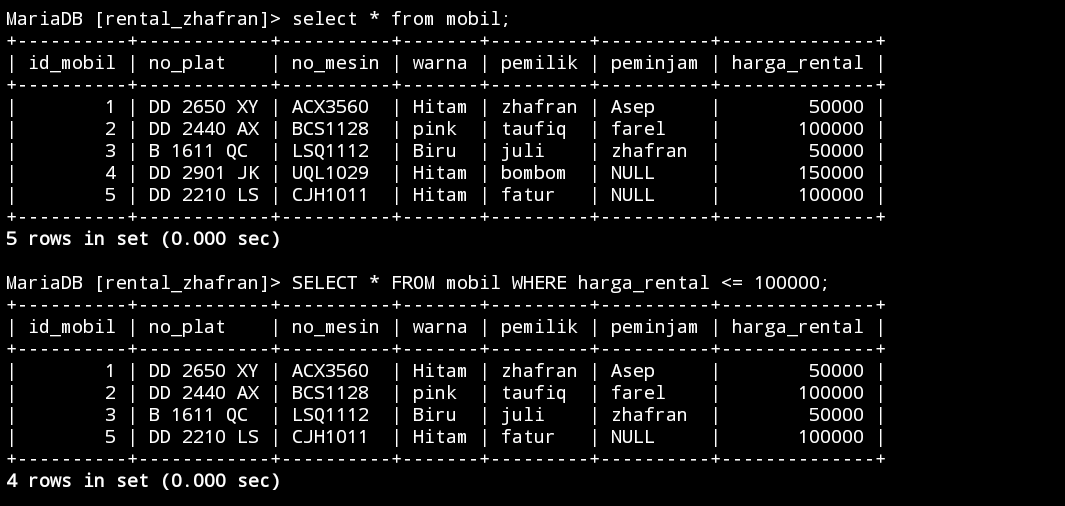 MariaDB [rental_zhafran]> select * from mobil;
+----------+------------+----------+-------+---------+----------+--------------+
| id_mobil | no_plat    | no_mesin | warna | pemilik | peminjam | harga_rental |
+----------+------------+----------+-------+---------+----------+--------------+
|        1 | DD 2650 XY | ACX3560  | Hitam | zhafran | Asep     |        50000 |
|        2 | DD 2440 AX | BCS1128  | pink  | taufiq  | farel    |       100000 |
|        3 | B 1611 QC  | LSQ1112  | Biru  | juli    | zhafran  |        50000 |
|        4 | DD 2901 JK | UQL1029  | Hitam | bombom  | NULL     |       150000 |
|        5 | DD 2210 LS | CJH1011  | Hitam | fatur   | NULL     |       100000 |
+----------+------------+----------+-------+---------+----------+--------------+
5 rows in set (0.000 sec)

MariaDB [rental_zhafran]> SELECT * FROM mobil WHERE harga_rental <= 100000;
+----------+------------+----------+-------+---------+----------+--------------+
| id_mobil | no_plat    | no_mesin | warna | pemilik | peminjam | harga_rental |
+----------+------------+----------+-------+---------+----------+--------------+
|        1 | DD 2650 XY | ACX3560  | Hitam | zhafran | Asep     |        50000 |
|        2 | DD 2440 AX | BCS1128  | pink  | taufiq  | farel    |       100000 |
|        3 | B 1611 QC  | LSQ1112  | Biru  | juli    | zhafran  |        50000 |
|        5 | DD 2210 LS | CJH1011  | Hitam | fatur   | NULL     |       100000 |
+----------+------------+----------+-------+---------+----------+--------------+
4 rows in set (0.000 sec)